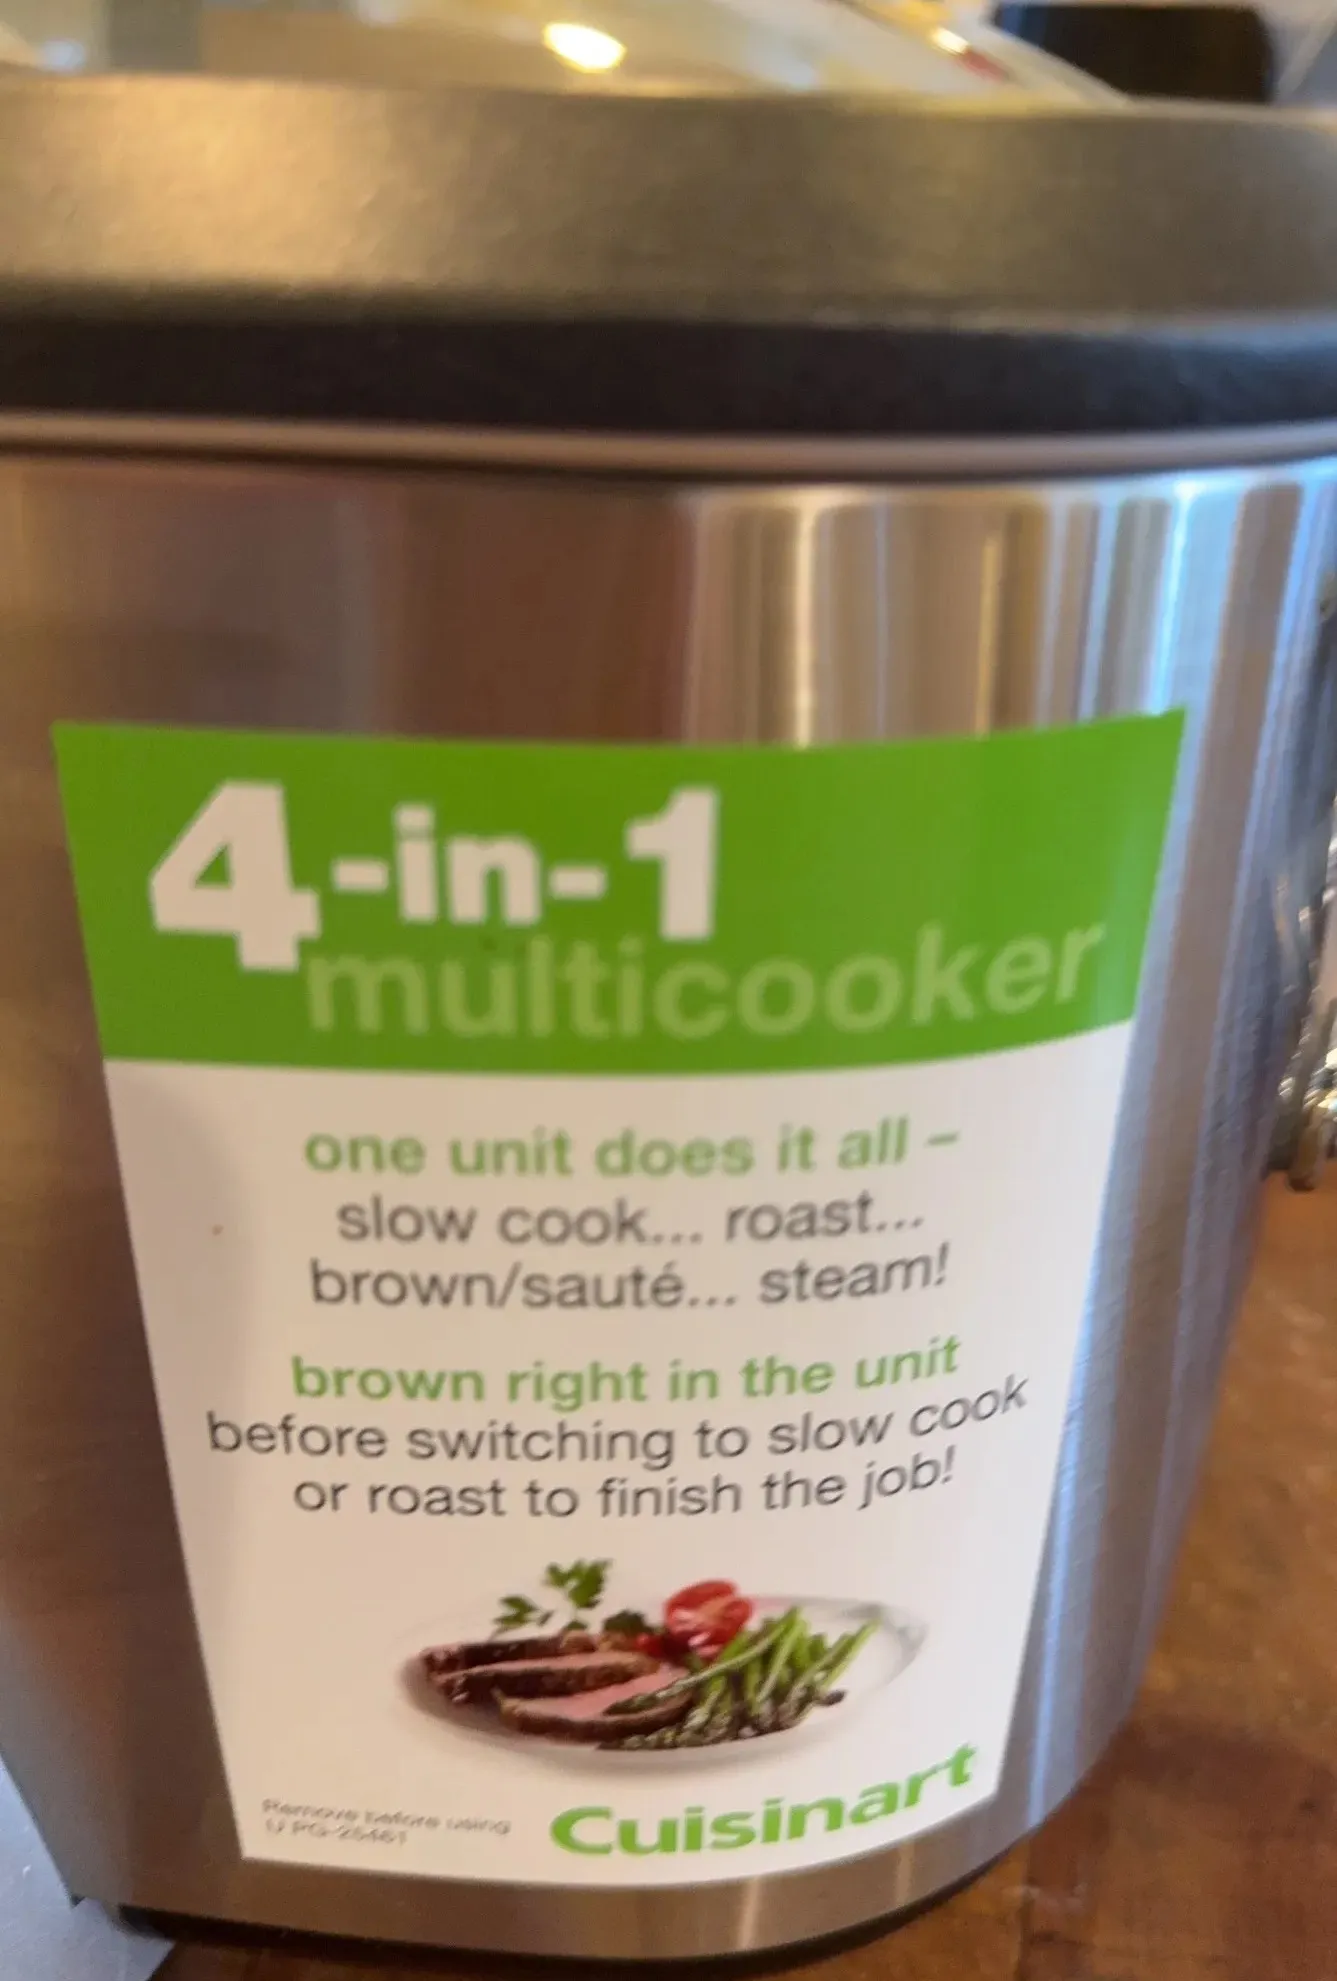 4-in-1
multicooker
one unit does it all –
slow cook... roast...
brown/sauté... steam!
brown right in the unit
before switching to slow cook
or roast to finish the job!
Remove before using
Cuisinart